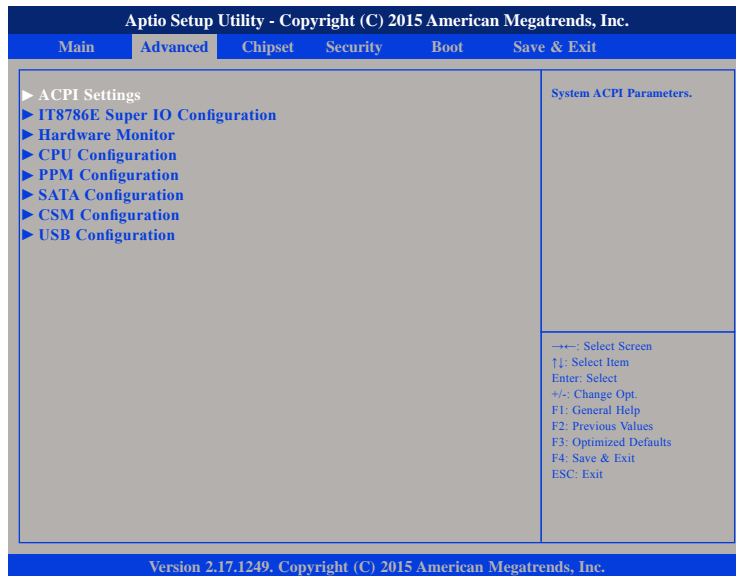 Aptio Setup Utility - Copyright (C) 2015 American Megatrends, Inc.
Main Advanced Chipset Security Boot Save & Exit
▶ ACPI Settings
▶ IT8786E Super IO Configuration
▶ Hardware Monitor
▶ CPU Configuration
▶ PPM Configuration
▶ SATA Configuration
▶ CSM Configuration
▶ USB Configuration
System ACPI Parameters.
→←: Select Screen
↑↓: Select Item
Enter: Select
+/-: Change Opt.
F1: General Help
F2: Previous Values
F3: Optimized Defaults
F4: Save & Exit
ESC: Exit
Version 2.17.1249. Copyright (C) 2015 American Megatrends, Inc.